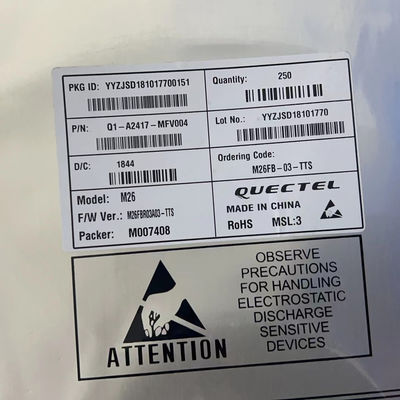 PKG ID: YYZJSD181017700151
Quantity: 250
P/N: Q1-A2417-MFV004
Lot No.: YYZJSD18101770
D/C: 1844
Ordering Code:
M26FB-03-TTS
Model: M26
F/W Ver.: M26FBR03A03-TTS
Packer: M007408
QUECTEL
MADE IN CHINA
RoHS MSL:3
ATTENTION
OBSERVE
PRECAUTIONS
FOR HANDLING
ELECTROSTATIC
DISCHARGE
SENSITIVE
DEVICES